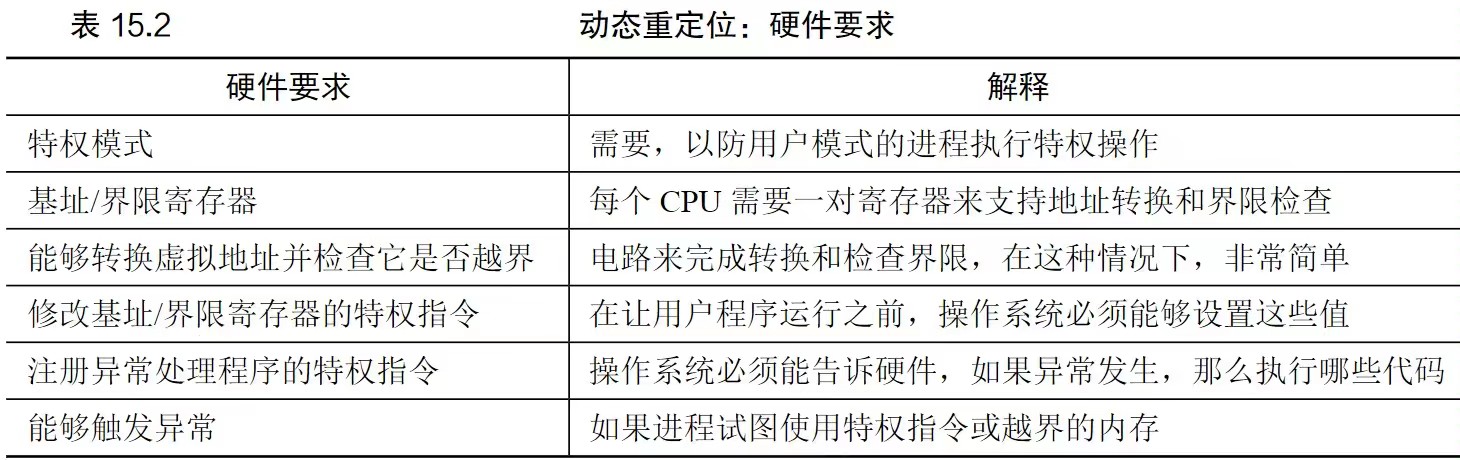 表 15.2 动态重定位：硬件要求
硬件要求 解释
特权模式 需要，以防用户模式的进程执行特权操作
基址/界限寄存器 每个 CPU 需要一对寄存器来支持地址转换和界限检查
能够转换虚拟地址并检查它是否越界 电路来完成转换和检查界限，在这种情况下，非常简单
修改基址/界限寄存器的特权指令 在让用户程序运行之前，操作系统必须能够设置这些值
注册异常处理程序的特权指令 操作系统必须能告诉硬件，如果异常发生，那么执行哪些代码
能够触发异常 如果进程试图使用特权指令或越界的内存